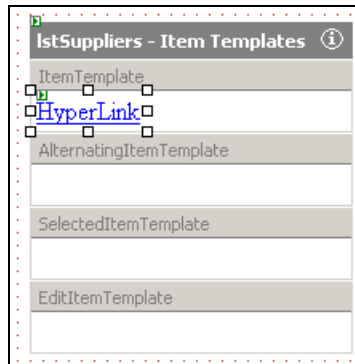 lstSuppliers - Item Templates
ItemTemplate
HyperLink
AlternatingItemTemplate
SelectedItemTemplate
EditItemTemplate